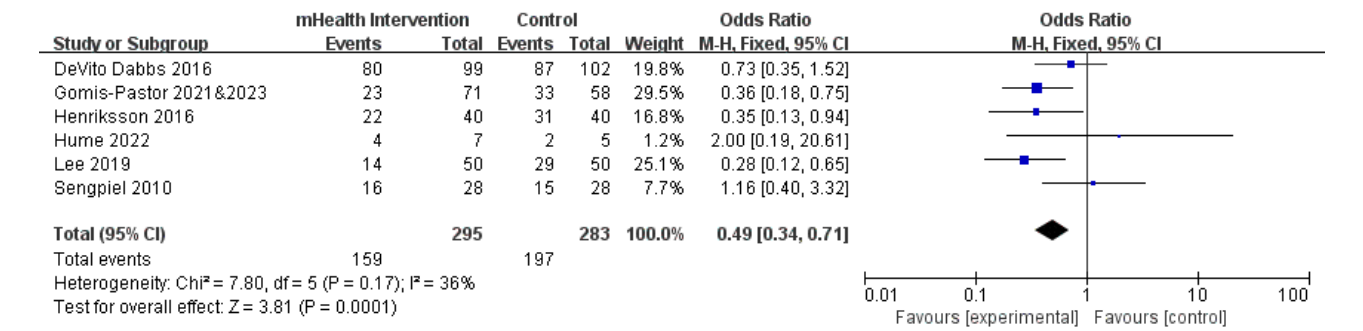 mHealth Intervention Control Odds Ratio Odds Ratio
Study or Subgroup Events Total Events Total Weight M-H, Fixed, 95% CI M-H, Fixed, 95% CI
DeVito Dabbs 2016 80 99 87 102 19.8% 0.73 [0.35, 1.52]
Gomis-Pastor 2021&2023 23 71 33 58 29.5% 0.36 [0.18, 0.75]
Henriksson 2016 22 40 31 40 16.8% 0.35 [0.13, 0.94]
Hume 2022 4 7 2 5 1.2% 2.00 [0.19, 20.61]
Lee 2019 14 50 29 50 25.1% 0.28 [0.12, 0.65]
Sengpiel 2010 16 28 15 28 7.7% 1.16 [0.40, 3.32]
Total (95% CI) 295 283 100.0% 0.49 [0.34, 0.71]
Total events 159 197
Heterogeneity: Chi² = 7.80, df = 5 (P = 0.17); I² = 36%
Test for overall effect: Z = 3.81 (P = 0.0001)
0.01 0.1 1 10 100
Favours [experimental] Favours [control]